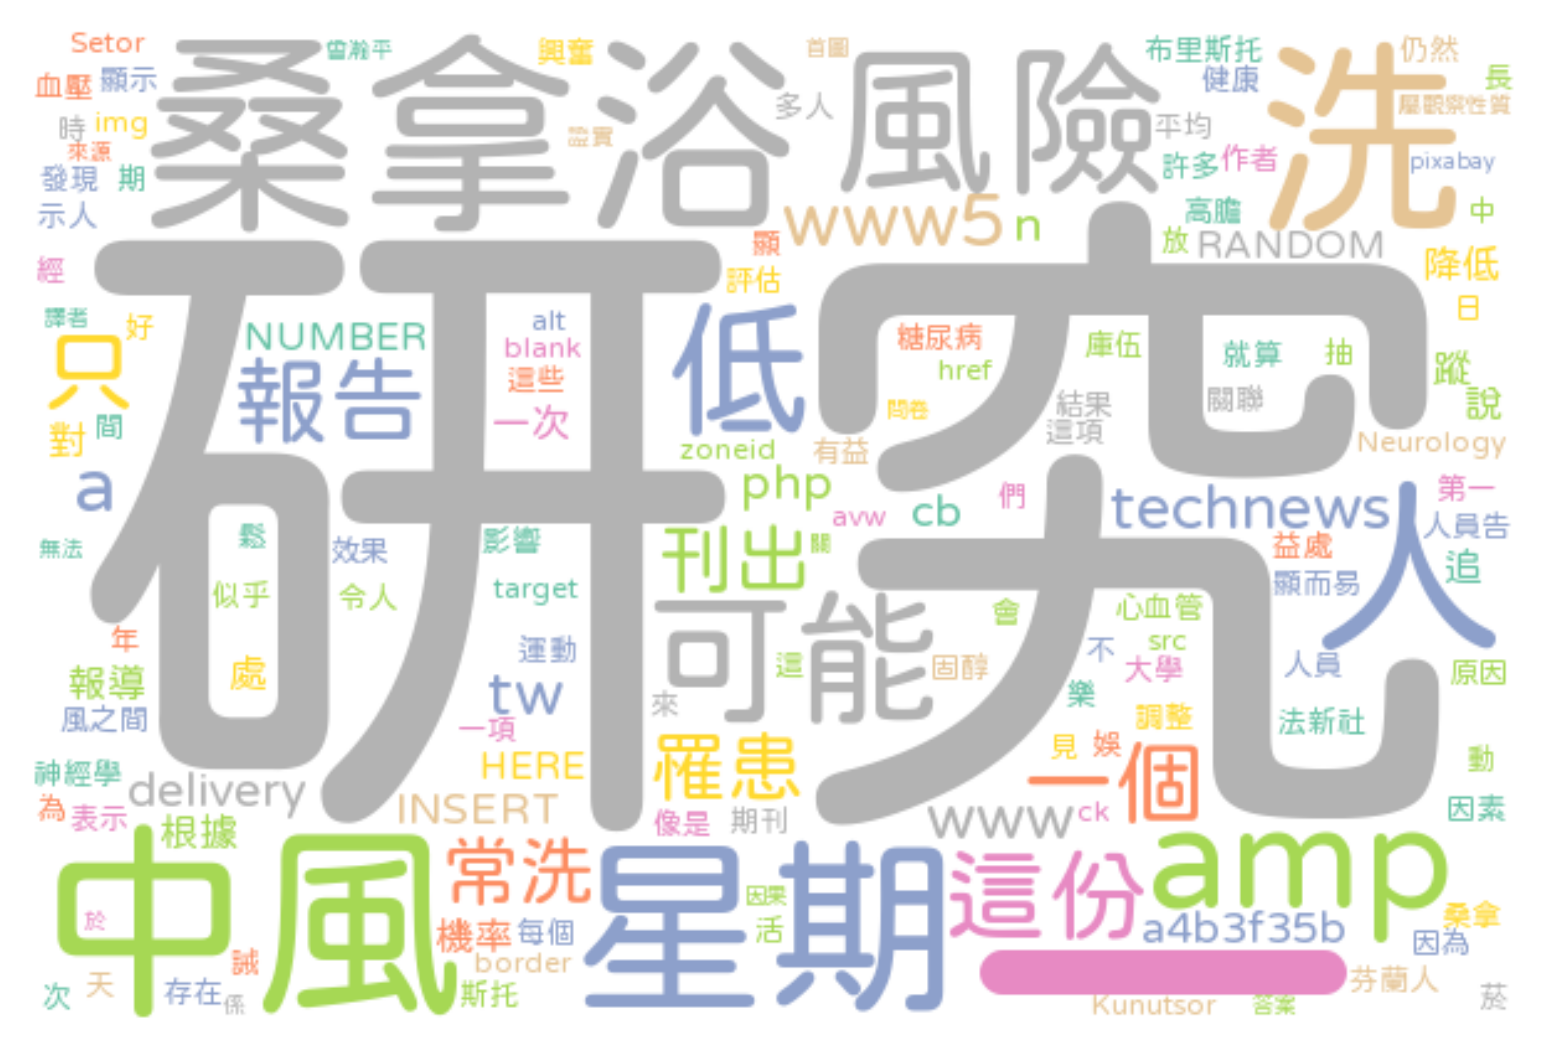 Setor
曾瀚平
興奮
首圖
布里斯托
仍然
桑拿浴
風險
洗
血壓
顯示
健康
長
多人
屬觀察性質
時
img
證實
平均
來源
許多
作者
pixabay
發現
期
示人
高膽
中
www5
n
顯
放
RANDOM
經
評估
降低
研究
日
譯者
好
NUMBER
alt
低
糖尿病
庫伍
就算
抽
只
blank
href
蹤
報告
這些
問卷
結果
關聯
說
一次
對
間
這項
zoneid
有益
Neurology
a
php
technews
人
第一
avw
cb
們
人員告
無法
鬆
效果
影響
刊出
關
益處
追
似乎
令人
target
可能
會
心血管
顯而易
年
運動
src
不
大學
人員
原因
處
這
固醇
報導
tw
來
樂
風之間
一項
調整
法新社
見
娛
神經學
HERE
罹患
一個
動
delivery
為
表示
INSERT
像是
期刊
www
ck
因素
根據
中風
常洗
星期
這份
amp
因果
於
機率
每個
活
a4b3f35b
桑拿
因為
誡
border
一
天
次
存在
係
斯托
芬蘭人
Kunutsor
答案
菸